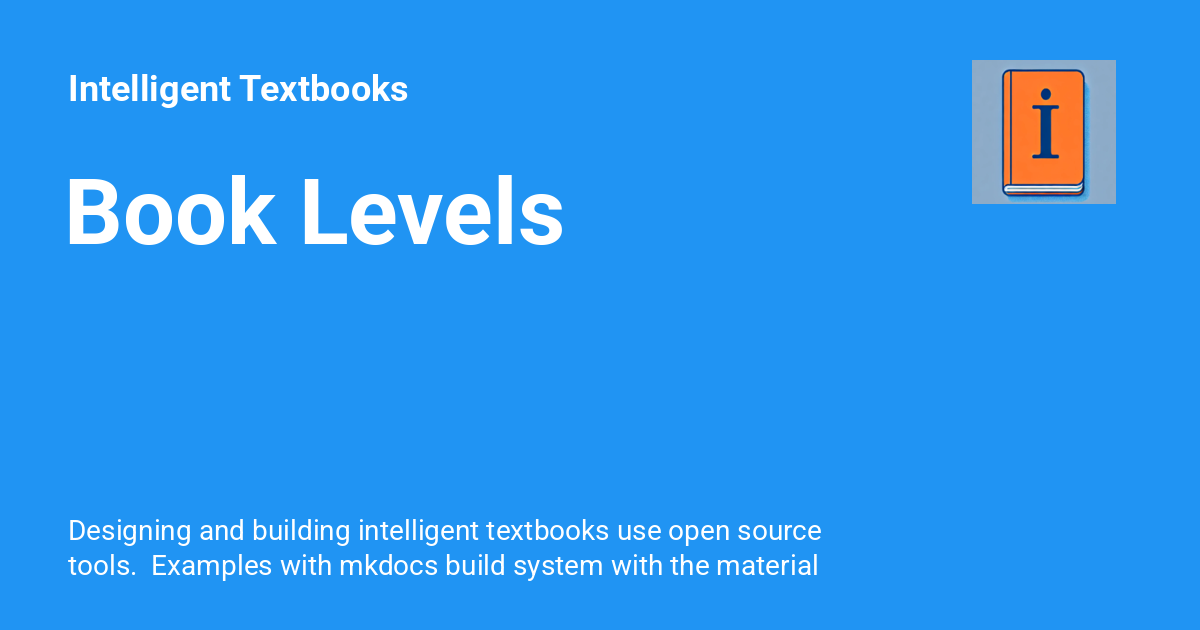 Intelligent Textbooks
i
Book Levels
Designing and building intelligent textbooks use open source
tools.  Examples with mkdocs build system with the material